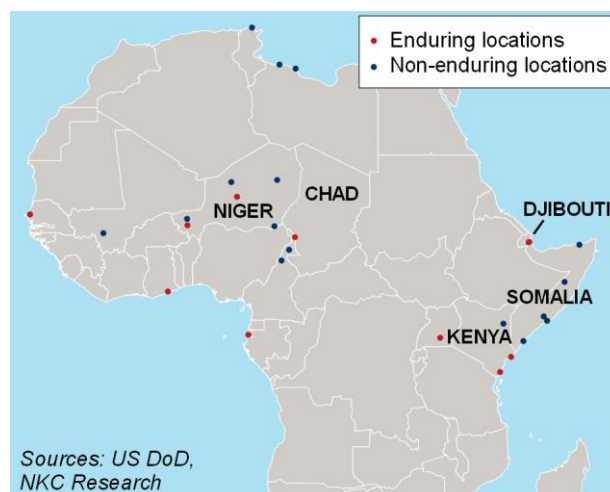 Enduring locations
Non-enduring locations
CHAD
NIGER
DJIBOUTI
SOMALIA
KENYA
Sources: US DoD,
NKC Research